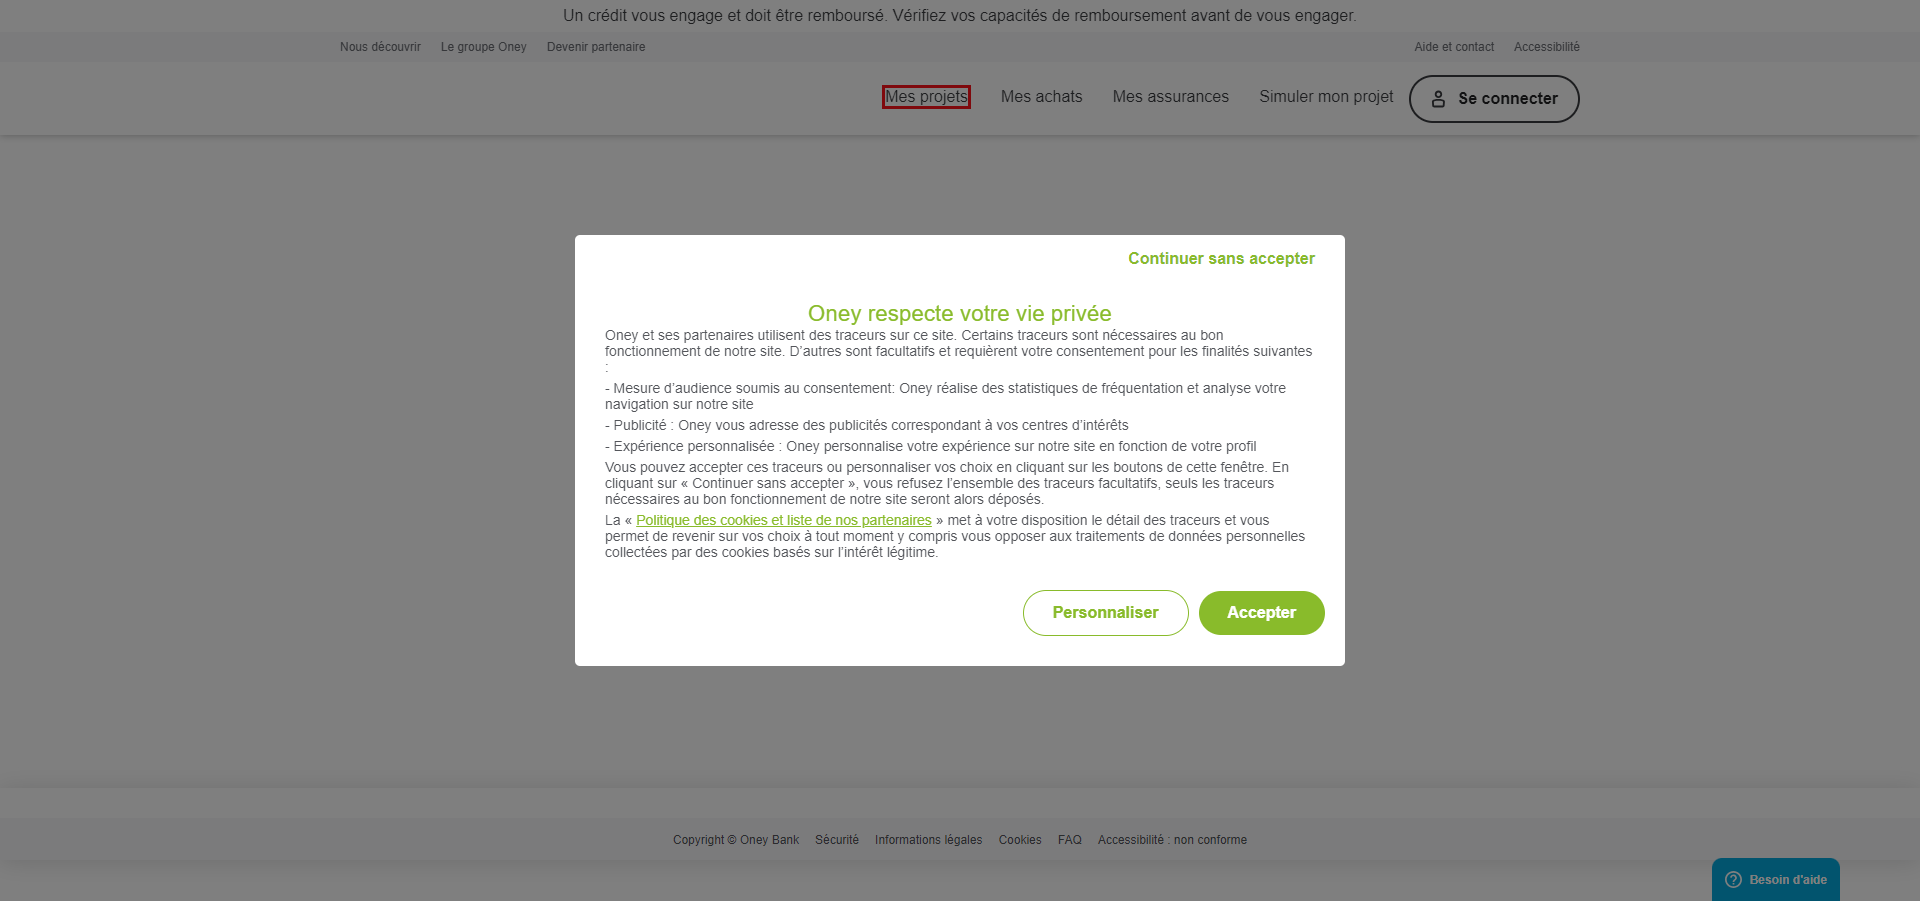 Un crédit vous engage et doit être remboursé. Vérifiez vos capacités de remboursement avant de vous engager.
Nous découvrir Le groupe Oney Devenir partenaire Aide et contact Accessibilité
Mes projets Mes achats Mes assurances Simuler mon projet Se connecter
Continuer sans accepter
Oney respecte votre vie privée
Oney et ses partenaires utilisent des traceurs sur ce site. Certains traceurs sont nécessaires au bon
fonctionnement de notre site. D’autres sont facultatifs et requièrent votre consentement pour les finalités suivantes
:
- Mesure d’audience soumis au consentement: Oney réalise des statistiques de fréquentation et analyse votre
navigation sur notre site
- Publicité : Oney vous adresse des publicités correspondant à vos centres d’intérêts
- Expérience personnalisée : Oney personnalise votre expérience sur notre site en fonction de votre profil
Vous pouvez accepter ces traceurs ou personnaliser vos choix en cliquant sur les boutons de cette fenêtre. En
cliquant sur « Continuer sans accepter », vous refusez l’ensemble des traceurs facultatifs, seuls les traceurs
nécessaires au bon fonctionnement de notre site seront alors déposés.
La « Politique des cookies et liste de nos partenaires » met à votre disposition le détail des traceurs et vous
permet de revenir sur vos choix à tout moment y compris vous opposer aux traitements de données personnelles
collectées par des cookies basés sur l’intérêt légitime.
Personnaliser Accepter
Copyright © Oney Bank Sécurité Informations légales Cookies FAQ Accessibilité : non conforme
Besoin d'aide